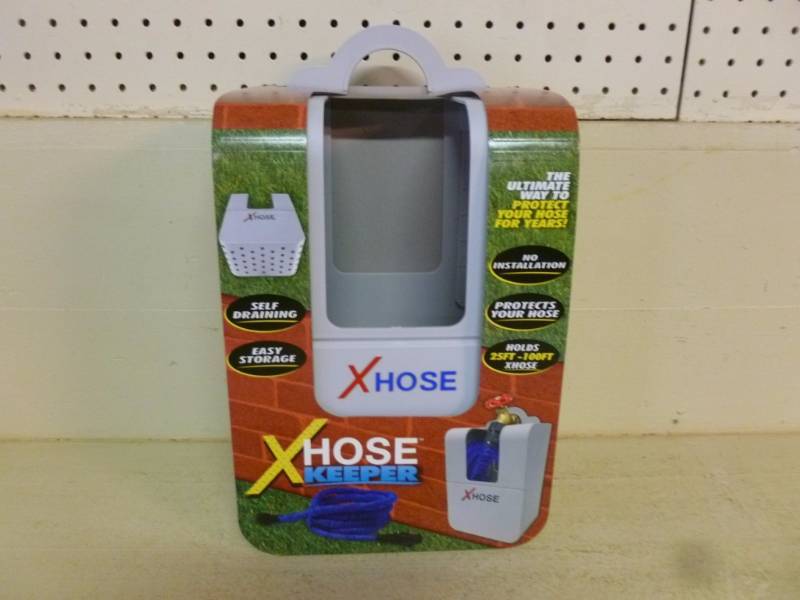 THE
ULTIMATE
WAY TO
PROTECT
YOUR HOSE
FOR YEARS!
XHOSE
NO
INSTALLATION
SELF
DRAINING
PROTECTS
YOUR HOSE
EASY
STORAGE
HOLDS
25FT - 100FT
XHOSE
XHOSE
XHOSE™
KEEPER
XHOSE